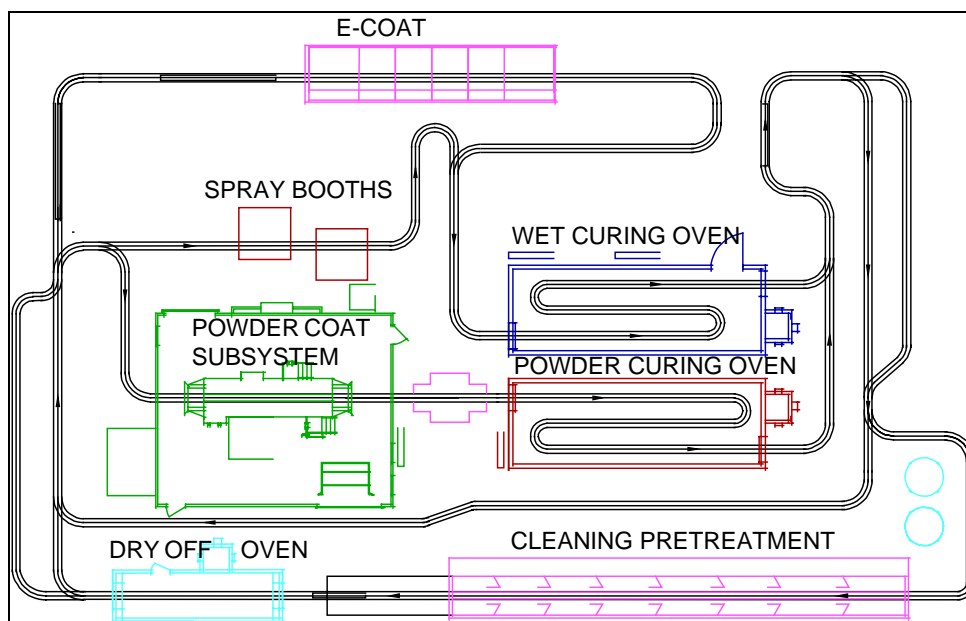 E-COAT
SPRAY BOOTHS
WET CURING OVEN
POWDER COAT
SUBSYSTEM
POWDER CURING OVEN
DRY OFF OVEN
CLEANING PRETREATMENT